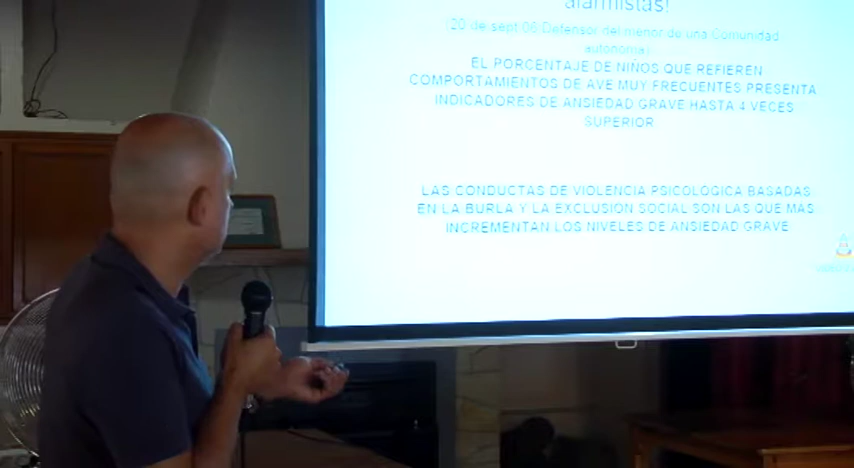 alarmistas!
(20 de sept 06 Defensor del menor de una Comunidad
autonoma).
EL PORCENTAJE DE NIÑOS QUE REFIEREN
COMPORTAMIENTOS DE AVE MUY FRECUENTES PRESENTA
INDICADORES DE ANSIEDAD GRAVE HASTA 4 VECES
SUPERIOR
LAS CONDUCTAS DE VIOLENCIA PSICOLOGICA BASADAS
EN LA BURLA Y LA EXCLUSION SOCIAL SON LAS QUE MAS
INCREMENTAN LOS NIVELES DE ANSIEDAD GRAVE